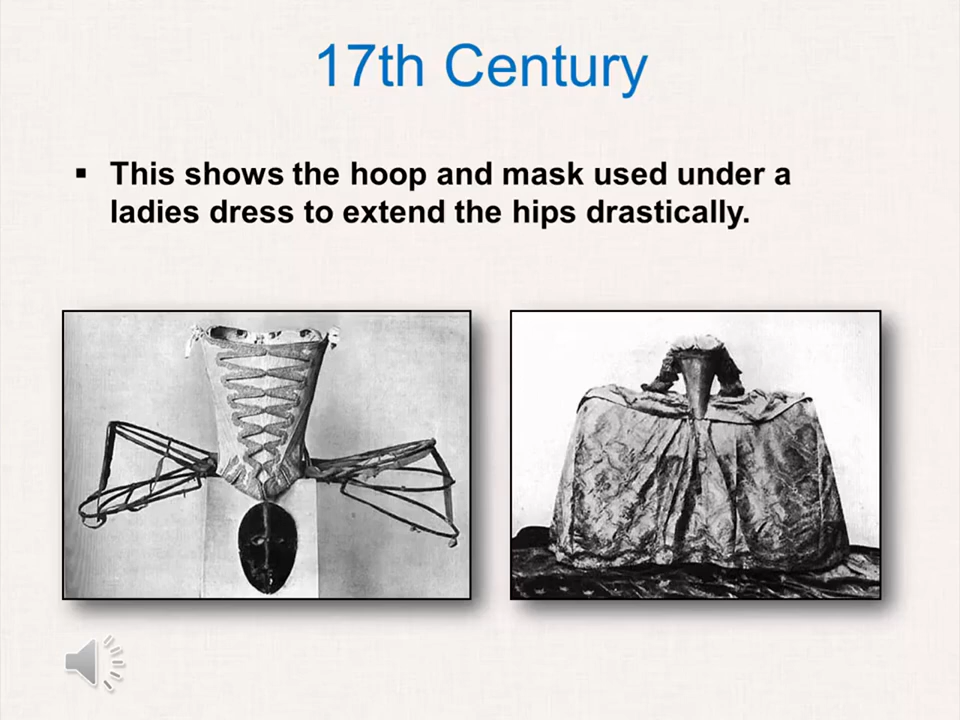 17th Century
▪ This shows the hoop and mask used under a
ladies dress to extend the hips drastically.